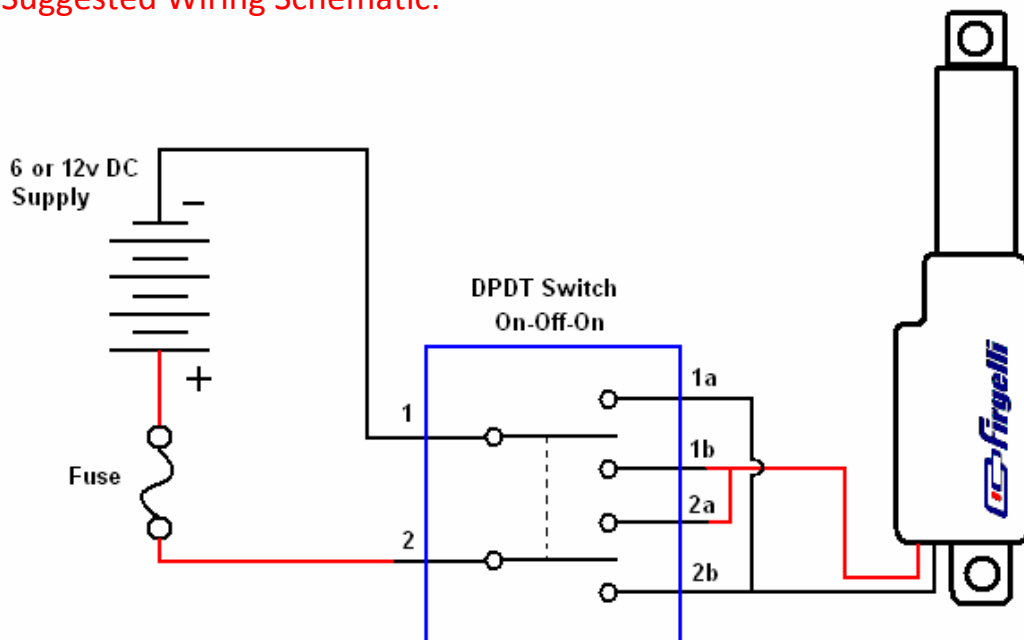 Suggested Wiring Schematic:
6 or 12v DC
Supply
−
+
Fuse
DPDT Switch
On-Off-On
1
2
1a
1b
2a
2b
firgelli